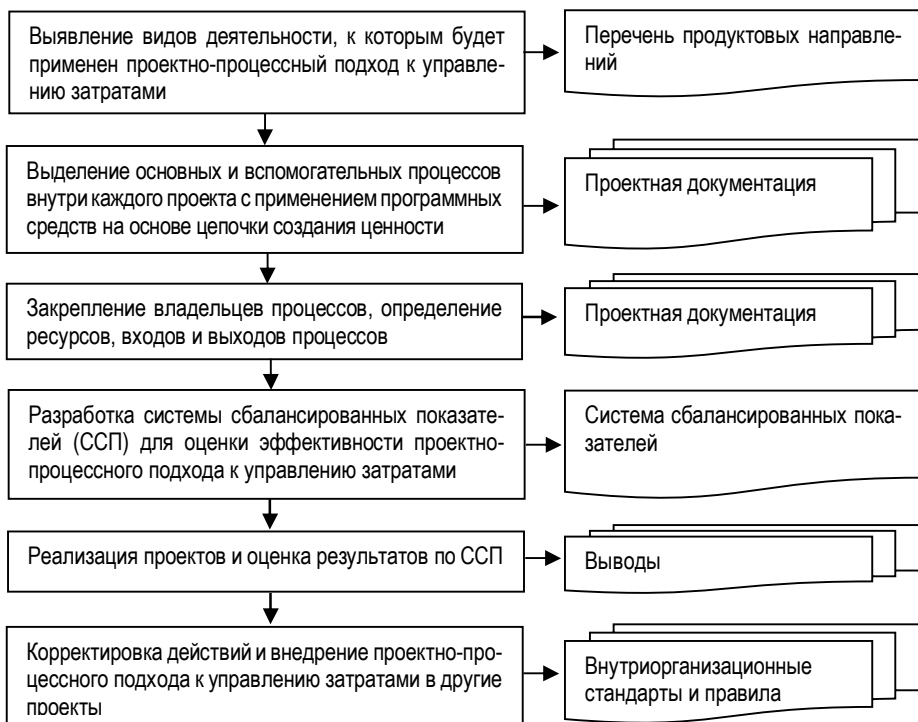 Выявление видов деятельности, к которым будет
применен проектно-процессный подход к управле-
нию затратами
Перечень продуктовых направле-
ний
Выделение основных и вспомогательных процессов
внутри каждого проекта с применением программных
средств на основе цепочки создания ценности
Проектная документация
Закрепление владельцев процессов, определение
ресурсов, входов и выходов процессов
Проектная документация
Разработка системы сбалансированных показате-
лей (ССП) для оценки эффективности проектно-
процессного подхода к управлению затратами
Система сбалансированных пока-
зателей
Реализация проектов и оценка результатов по ССП
Выводы
Корректировка действий и внедрение проектно-про-
цессного подхода к управлению затратами в другие
проекты
Внутриорганизационные
стандарты и правила